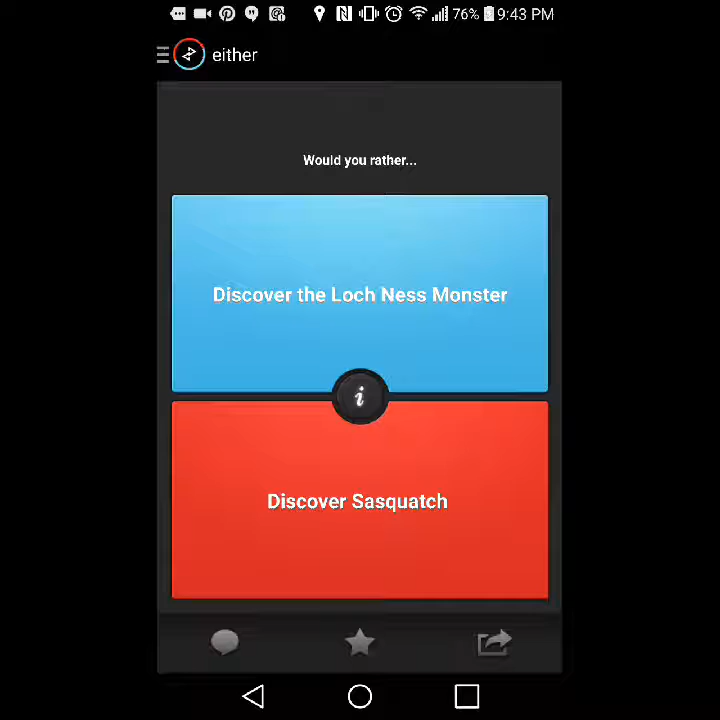 76% 9:43 PM
either
Would you rather...
Discover the Loch Ness Monster
i
Discover Sasquatch